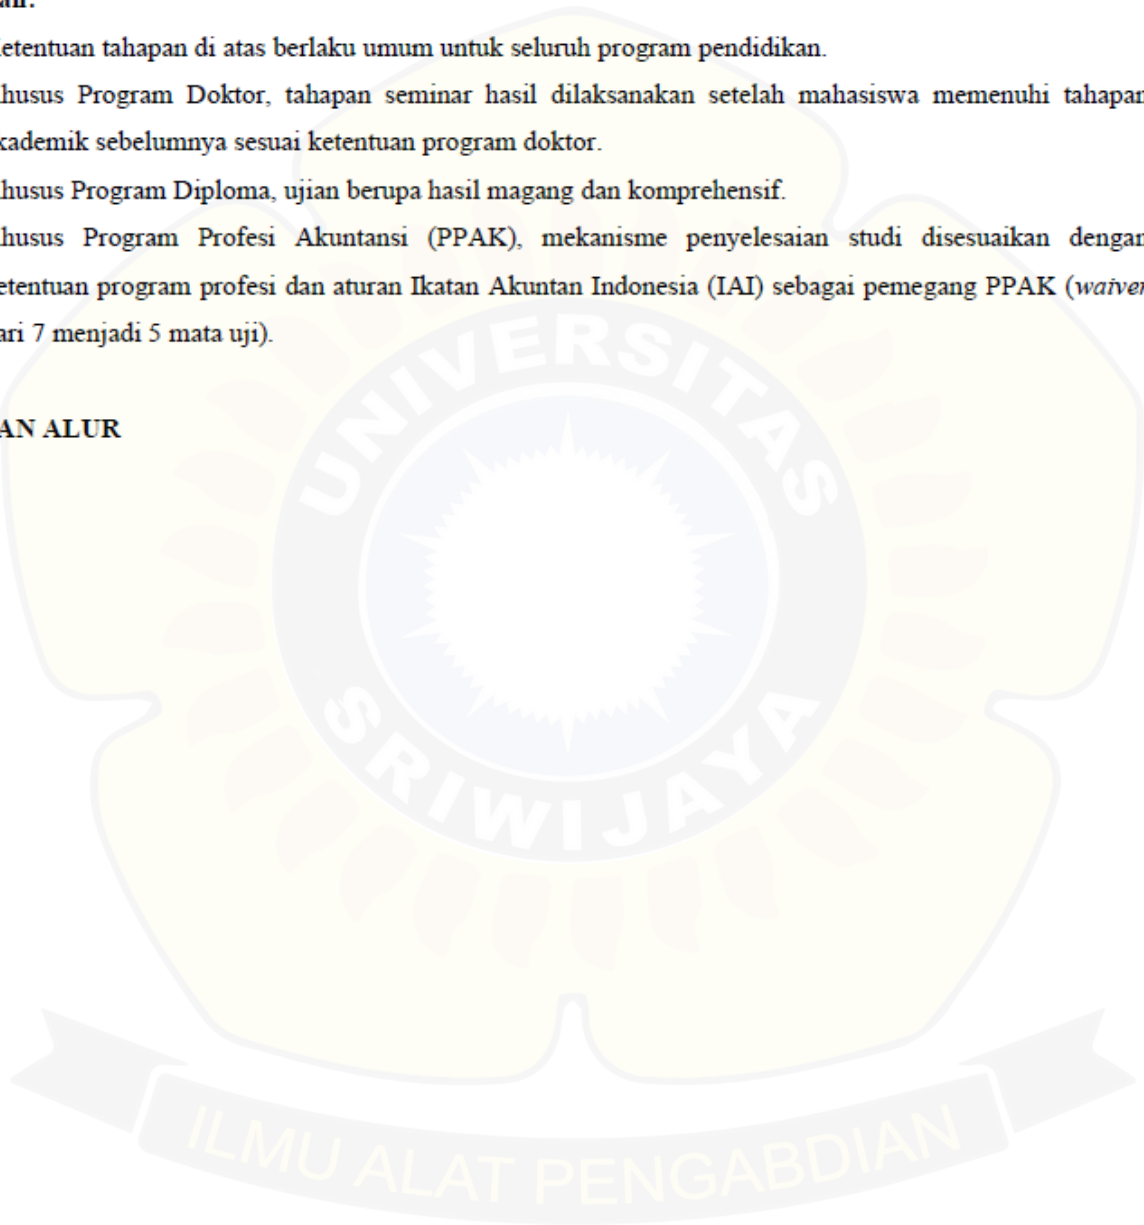 etentuan tahapan di atas berlaku umum untuk seluruh program pendidikan.
husus Program Doktor, tahapan seminar hasil dilaksanakan setelah mahasiswa memenuhi tahapan
kademik sebelumnya sesuai ketentuan program doktor.
husus Program Diploma, ujian berupa hasil magang dan komprehensif.
husus Program Profesi Akuntansi (PPAK), mekanisme penyelesaian studi disesuaikan dengan
etentuan program profesi dan aturan Ikatan Akuntan Indonesia (IAI) sebagai pemegang PPAK (waiver
ari 7 menjadi 5 mata uji).
AN ALUR
UNIVERSITAS
SRIWIJAYA
ILMU ALAT PENGABDIAN